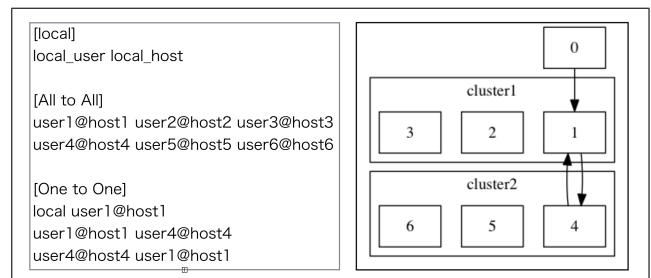 [local]
local_user local_host
[All to All]
user1@host1 user2@host2 user3@host3
user4@host4 user5@host5 user6@host6
[One to One]
local user1@host1
user1@host1 user4@host4
user4@host4 user1@host1
0
cluster1
3 2 1
cluster2
6 5 4